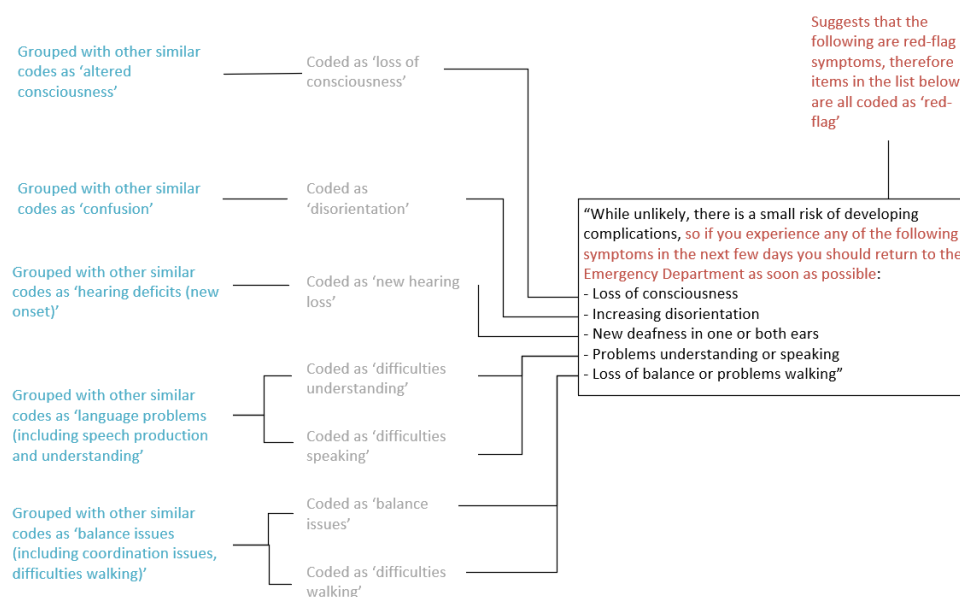 Suggests that the
following are red-flag
symptoms, therefore
items in the list below
are all coded as ‘red-
flag’
Grouped with other similar
codes as ‘altered
consciousness’
Coded as ‘loss of
consciousness’
Grouped with other similar
codes as ‘confusion’
Coded as
‘disorientation’
“While unlikely, there is a small risk of developing
complications, so if you experience any of the following
symptoms in the next few days you should return to the
Emergency Department as soon as possible:
- Loss of consciousness
- Increasing disorientation
- New deafness in one or both ears
- Problems understanding or speaking
- Loss of balance or problems walking”
Grouped with other similar
codes as ‘hearing deficits (new
onset)’
Coded as ‘new hearing
loss’
Coded as ‘difficulties
understanding’
Grouped with other similar
codes as ‘language problems
(including speech production
and understanding’
Coded as ‘difficulties
speaking’
Grouped with other similar
codes as ‘balance issues
(including coordination issues,
difficulties walking)’
Coded as ‘balance
issues’
Coded as ‘difficulties
walking’